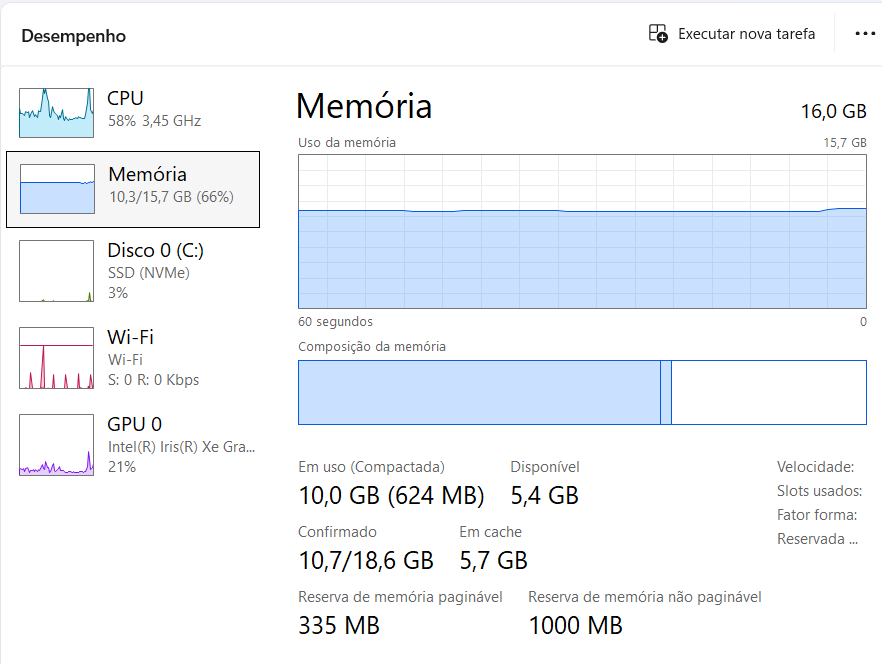 Desempenho
Executar nova tarefa
CPU
58% 3,45 GHz
Memória
10,3/15,7 GB (66%)
Disco 0 (C:)
SSD (NVMe)
3%
Wi-Fi
Wi-Fi
S: 0 R: 0 Kbps
GPU 0
Intel(R) Iris(R) Xe Gra...
21%
Memória
16,0 GB
Uso da memória
15,7 GB
60 segundos
0
Composição da memória
Em uso (Compactada)
Disponível
10,0 GB (624 MB)
5,4 GB
Confirmado
Em cache
10,7/18,6 GB
5,7 GB
Reserva de memória paginável
Reserva de memória não paginável
335 MB
1000 MB
Velocidade:
Slots usados:
Fator forma:
Reservada ...